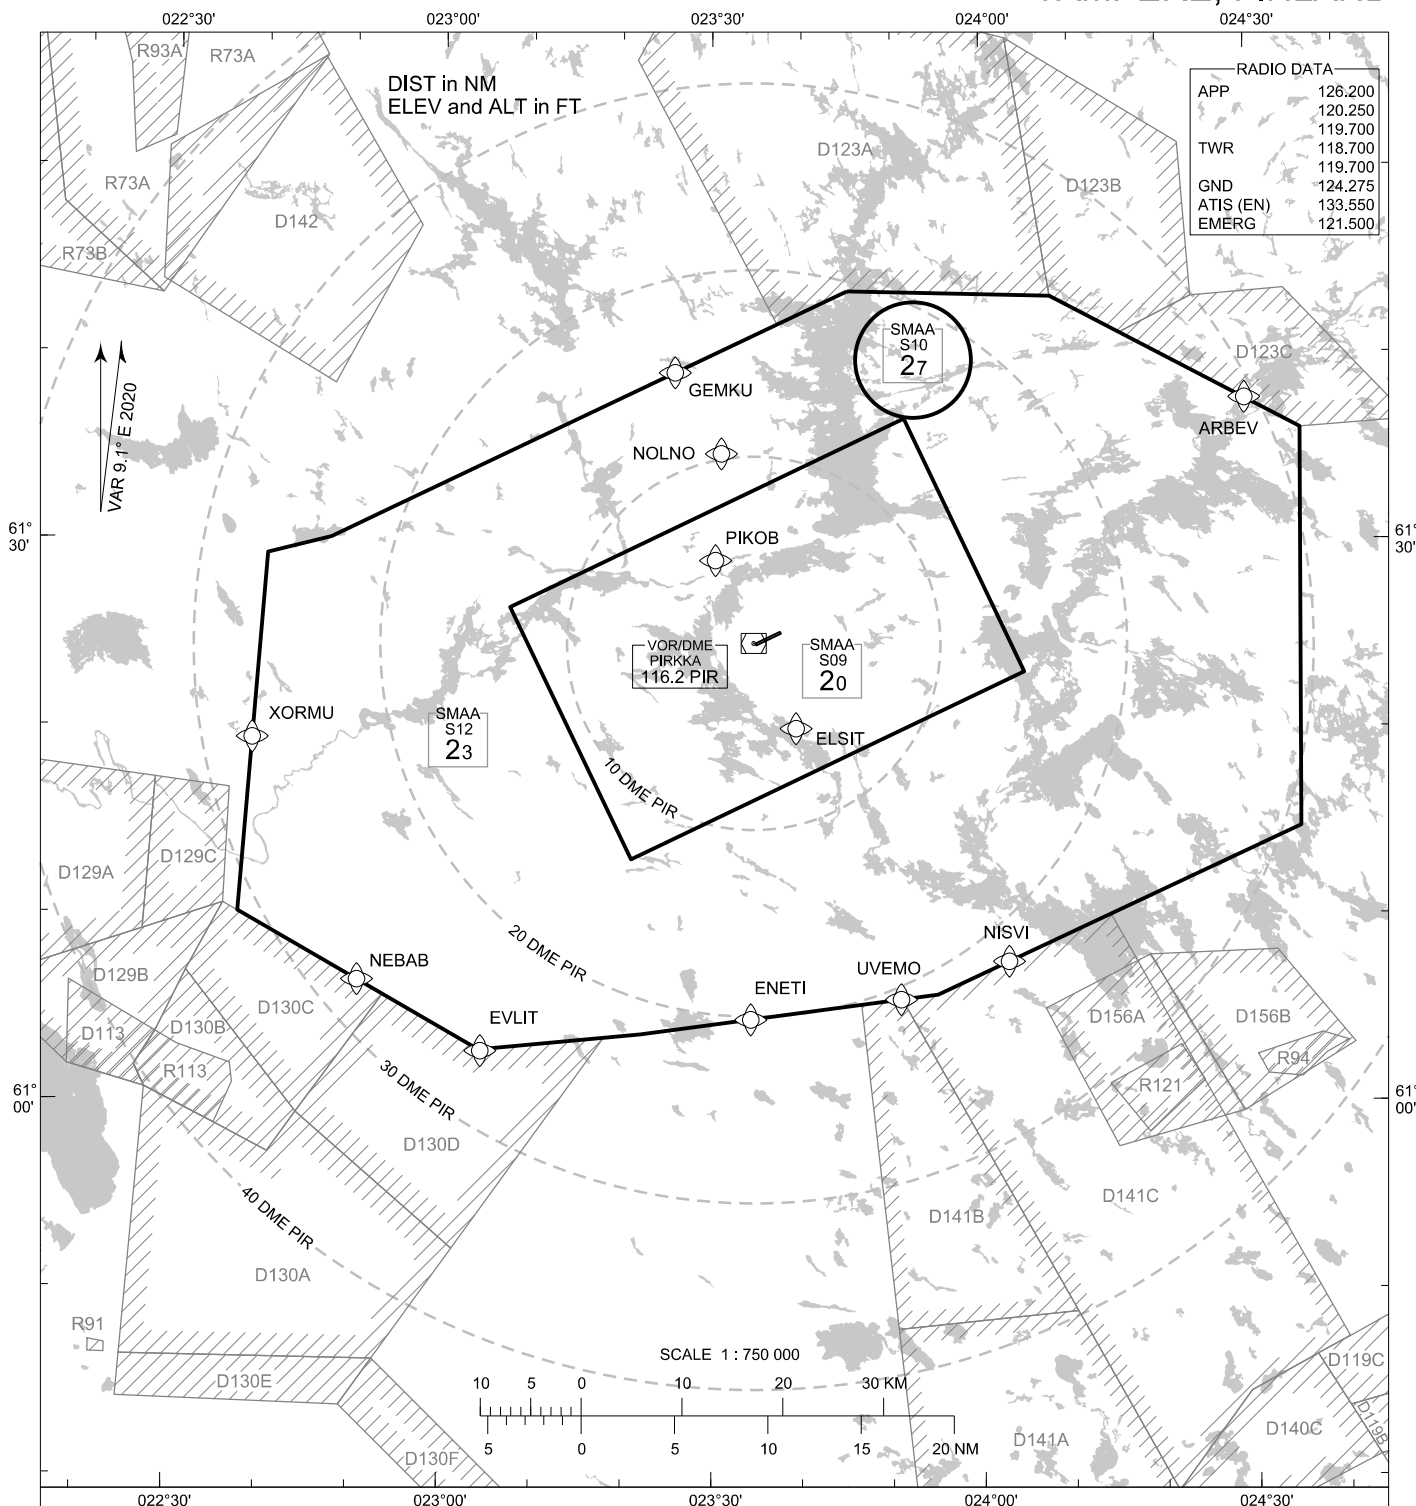 022°30'
023°00'
023°30'
024°00'
024°30'
R93A
R73A
DIST in NM
ELEV and ALT in FT
RADIO DATA
APP 126.200
120.250
119.700
TWR 118.700
119.700
GND 124.275
ATIS (EN) 133.550
EMERG 121.500
D123A
D123B
R73A
D142
R73B
SMAA
S10
27
D123C
GEMKU
ARBEV
VAR 9.1° E 2020
NOLNO
61°
30'
61°
30'
PIKOB
VOR/DME
PIRKKA
116.2 PIR
SMAA
S09
20
XORMU
SMAA
S12
23
ELSIT
10 DME PIR
D129A
D129C
20 DME PIR
NISVI
NEBAB
UVEMO
D129B
ENETI
D130C
EVLIT
D113
D130B
D156A
D156B
R113
R94
R121
30 DME PIR
61°
00'
61°
00'
D130D
D141C
40 DME PIR
D141B
D130A
R91
SCALE 1 : 750 000
D130E
10 5 0 10 20 30 KM
D119C
D119B
D140C
D141A
D130F
5 0 5 10 15 20 NM
022°30'
023°00'
023°30'
024°00'
024°30'